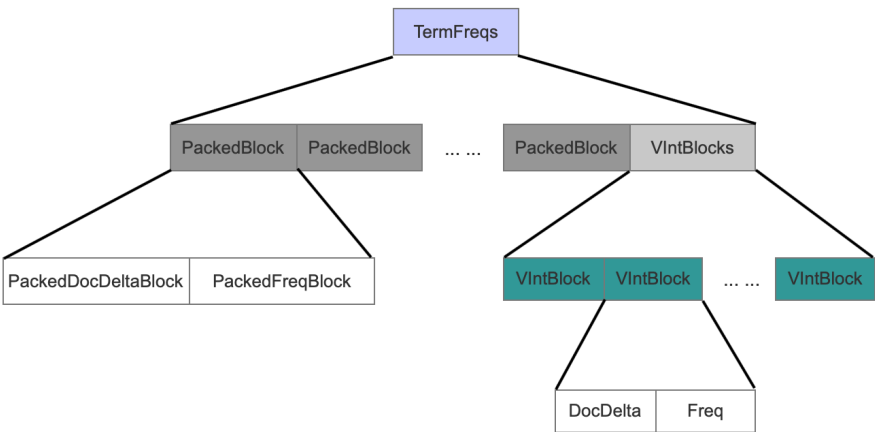 TermFreqs
PackedBlock PackedBlock ... ... PackedBlock VIntBlocks
PackedDocDeltaBlock PackedFreqBlock VIntBlock VIntBlock ... ... VIntBlock
DocDelta Freq